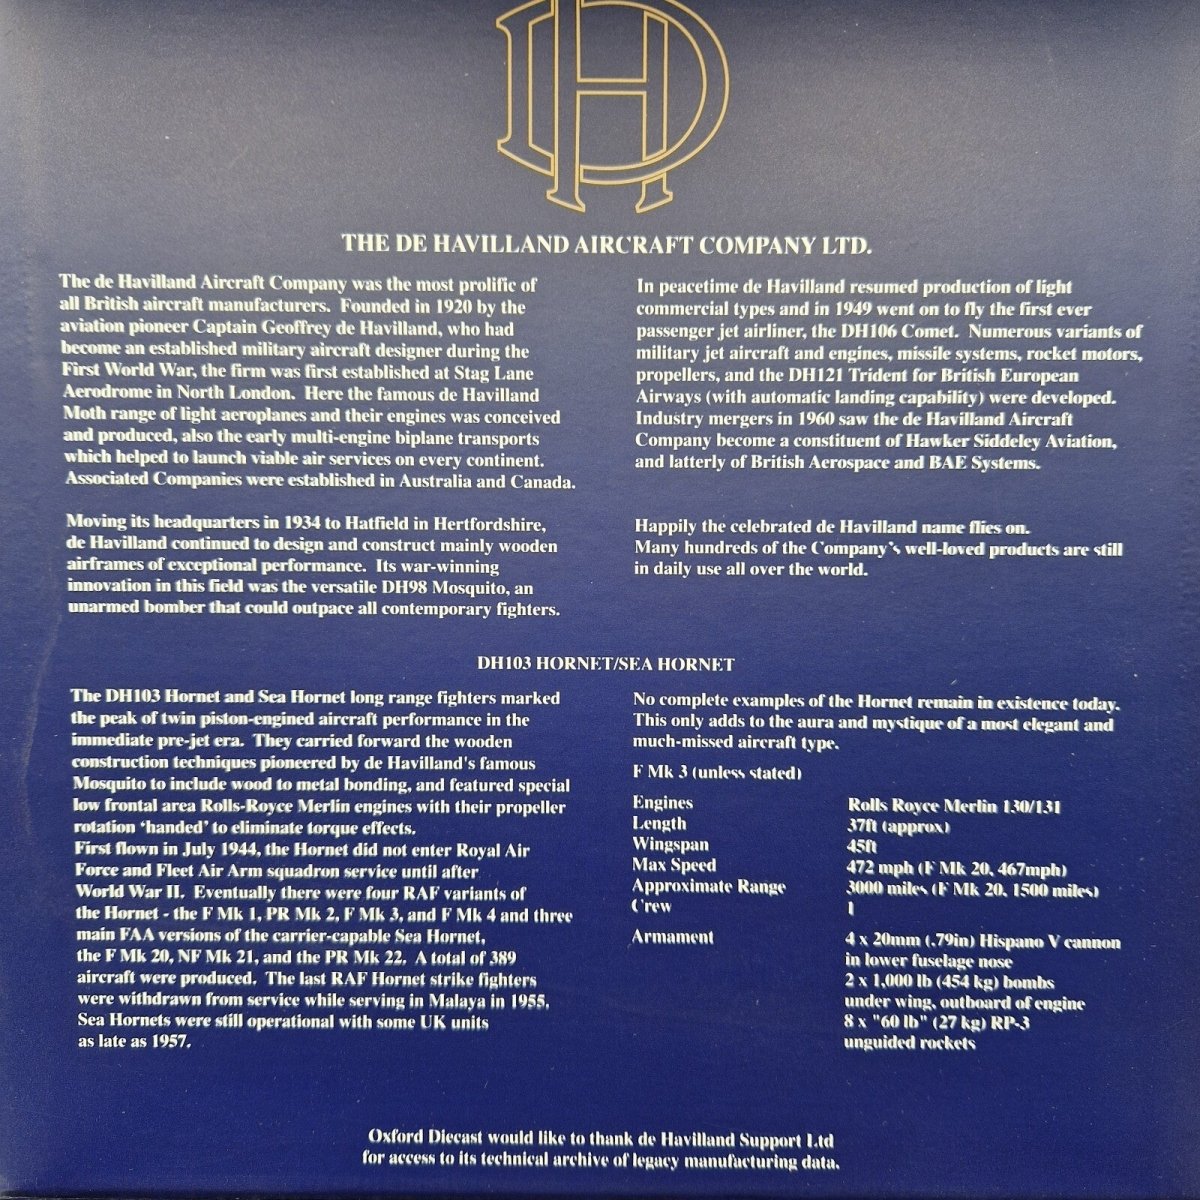 DH
THE DE HAVILLAND AIRCRAFT COMPANY LTD.
The de Havilland Aircraft Company was the most prolific of
all British aircraft manufacturers. Founded in 1920 by the
aviation pioneer Captain Geoffrey de Havilland, who had
become an established military aircraft designer during the
First World War, the firm was first established at Stag Lane
Aerodrome in North London. Here the famous de Havilland
Moth range of light aeroplanes and their engines was conceived
and produced, also the early multi-engine biplane transports
which helped to launch viable air services on every continent.
Associated Companies were established in Australia and Canada.
Moving its headquarters in 1934 to Hatfield in Hertfordshire,
de Havilland continued to design and construct mainly wooden
airframes of exceptional performance. Its war-winning
innovation in this field was the versatile DH98 Mosquito, an
unarmed bomber that could outpace all contemporary fighters.
In peacetime de Havilland resumed production of light
commercial types and in 1949 went on to fly the first ever
passenger jet airliner, the DH106 Comet. Numerous variants of
military jet aircraft and engines, missile systems, rocket motors,
propellers, and the DH121 Trident for British European
Airways (with automatic landing capability) were developed.
Industry mergers in 1960 saw the de Havilland Aircraft
Company become a constituent of Hawker Siddeley Aviation,
and latterly of British Aerospace and BAE Systems.
Happily the celebrated de Havilland name flies on.
Many hundreds of the Company's well-loved products are still
in daily use all over the world.
DH103 HORNET/SEA HORNET
The DH103 Hornet and Sea Hornet long range fighters marked
the peak of twin piston-engined aircraft performance in the
immediate pre-jet era. They carried forward the wooden
construction techniques pioneered by de Havilland's famous
Mosquito to include wood to metal bonding, and featured special
low frontal area Rolls-Royce Merlin engines with their propeller
rotation ‘handed’ to eliminate torque effects.
First flown in July 1944, the Hornet did not enter Royal Air
Force and Fleet Air Arm squadron service until after
World War II. Eventually there were four RAF variants of
the Hornet - the F Mk 1, PR Mk 2, F Mk 3, and F Mk 4 and three
main FAA versions of the carrier-capable Sea Hornet,
the F Mk 20, NF Mk 21, and the PR Mk 22. A total of 389
aircraft were produced. The last RAF Hornet strike fighters
were withdrawn from service while serving in Malaya in 1955.
Sea Hornets were still operational with some UK units
as late as 1957.
No complete examples of the Hornet remain in existence today.
This only adds to the aura and mystique of a most elegant and
much-missed aircraft type.
F Mk 3 (unless stated)
Engines Rolls Royce Merlin 130/131
Length 37ft (approx)
Wingspan 45ft
Max Speed 472 mph (F Mk 20, 467mph)
Approximate Range 3000 miles (F Mk 20, 1500 miles)
Crew 1
Armament 4 x 20mm (.79in) Hispano V cannon
in lower fuselage nose
2 x 1,000 lb (454 kg) bombs
under wing, outboard of engine
8 x "60 lb" (27 kg) RP-3
unguided rockets
Oxford Diecast would like to thank de Havilland Support Ltd
for access to its technical archive of legacy manufacturing data.